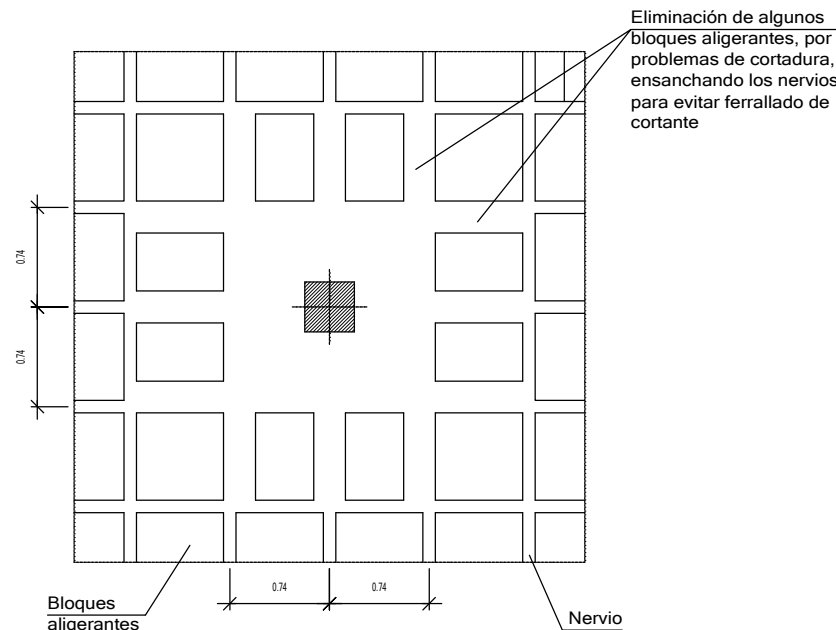 Eliminación de algunos
bloques aligerantes, por
problemas de cortadura,
ensanchando los nervios
para evitar ferrallado de
cortante
0.74
0.74
0.74
0.74
Bloques
aligerantes
Nervio